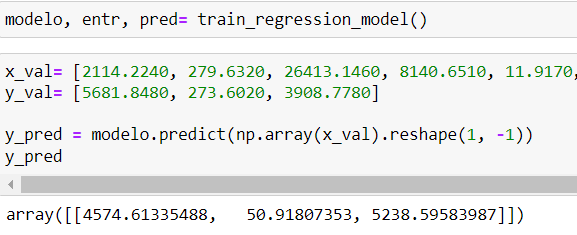 modelo, entr, pred= train_regression_model()
x_val= [2114.2240, 279.6320, 26413.1460, 8140.6510, 11.9170,
y_val= [5681.8480, 273.6020, 3908.7780]
y_pred = modelo.predict(np.array(x_val).reshape(1, -1))
y_pred
array([[4574.61335488,   50.91807353, 5238.59583987]])